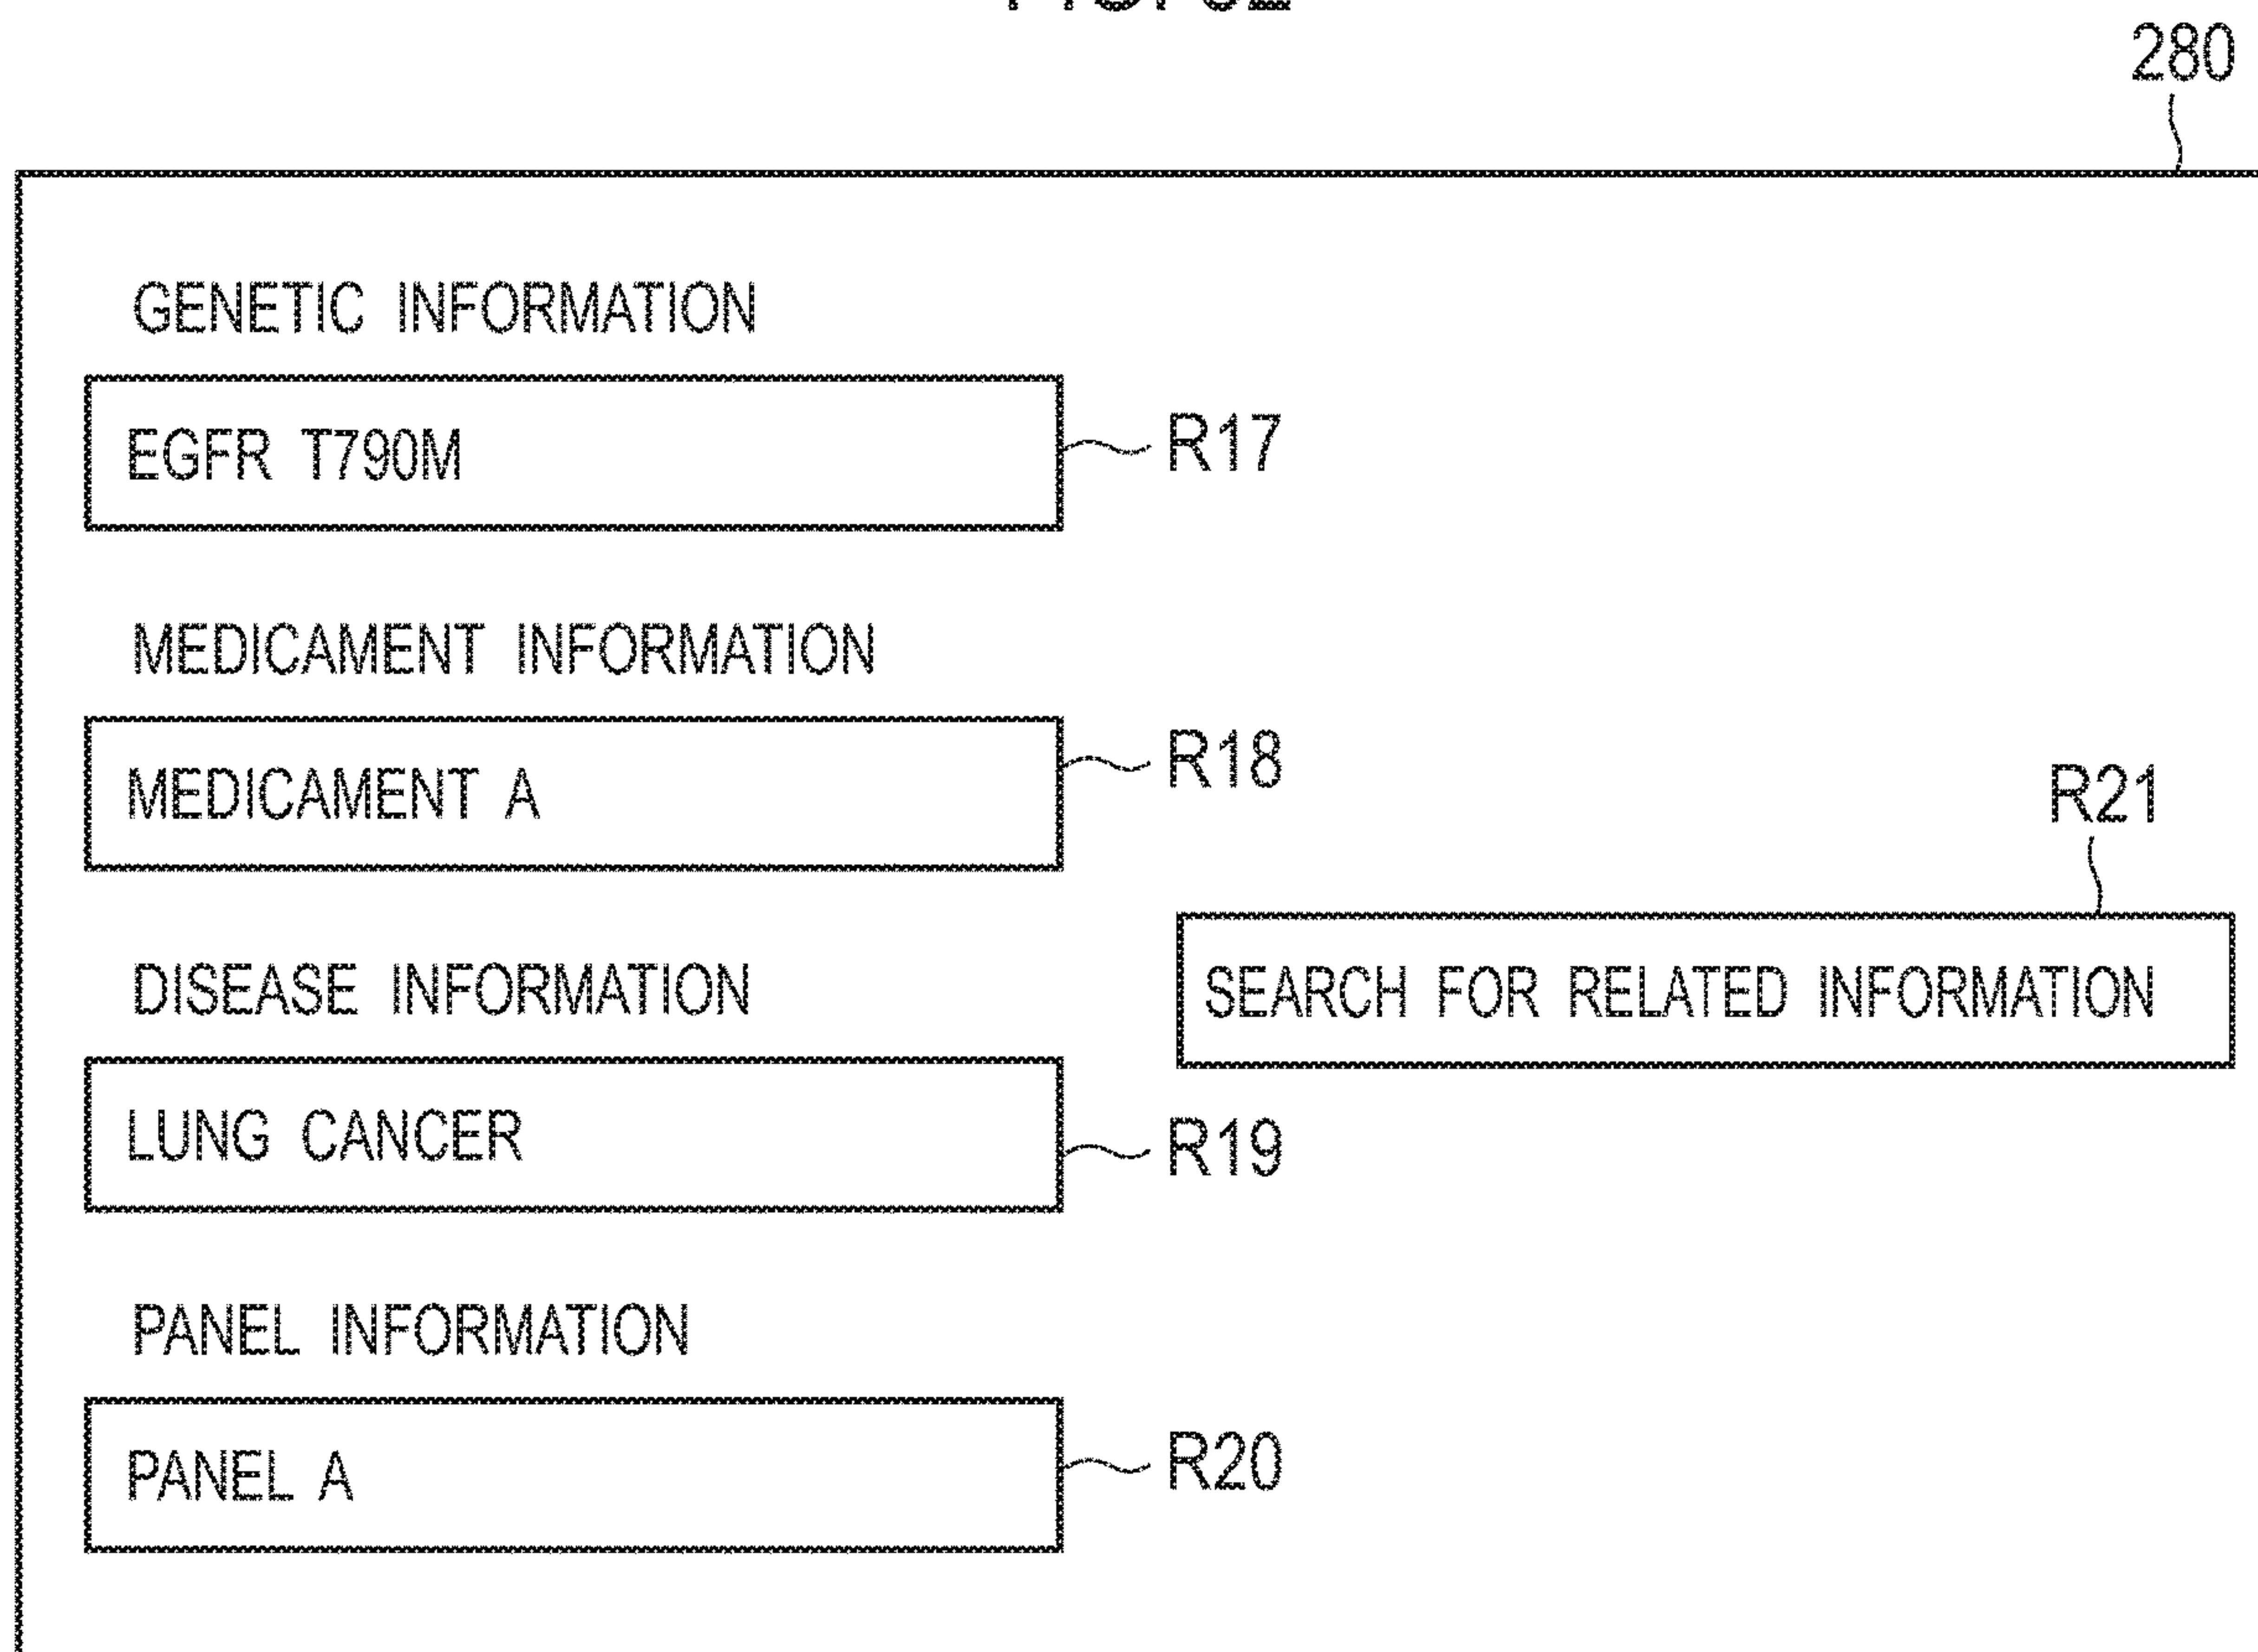 280
GENETIC INFORMATION
EGFR T790M
R17
MEDICAMENT INFORMATION
MEDICAMENT A
R18
R21
DISEASE INFORMATION
SEARCH FOR RELATED INFORMATION
LUNG CANCER
R19
PANEL INFORMATION
PANEL A
R20